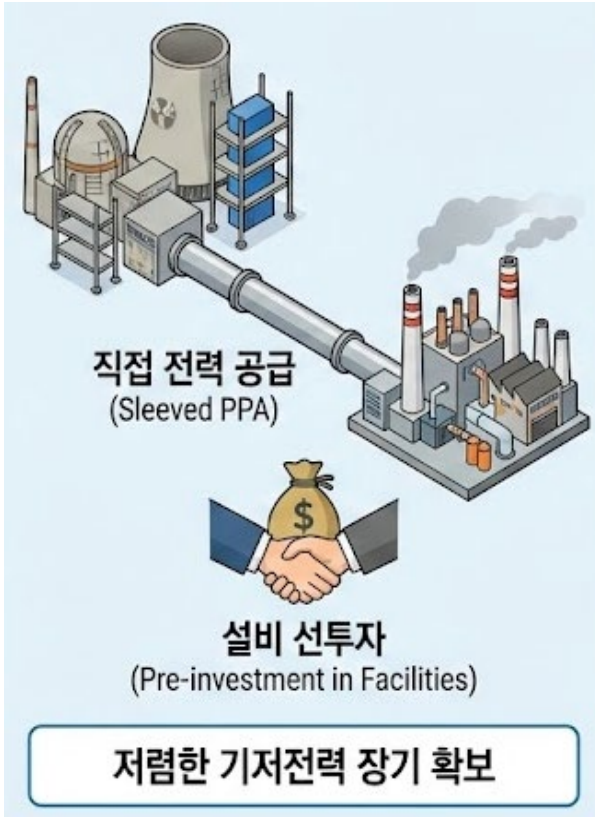 직접 전력 공급
(Sleeved PPA)
$
설비 선투자
(Pre-investment in Facilities)
저렴한 기저전력 장기 확보